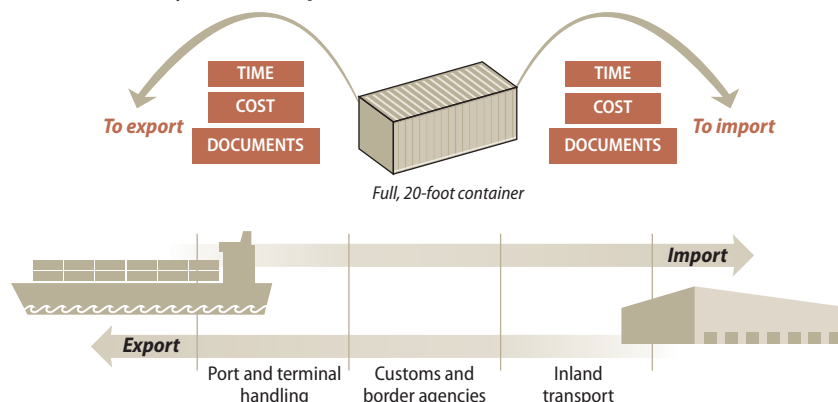 TIME
COST
DOCUMENTS
To export
TIME
COST
DOCUMENTS
To import
Full, 20-foot container
Import
Export
Port and terminal
handling
Customs and
border agencies
Inland
transport